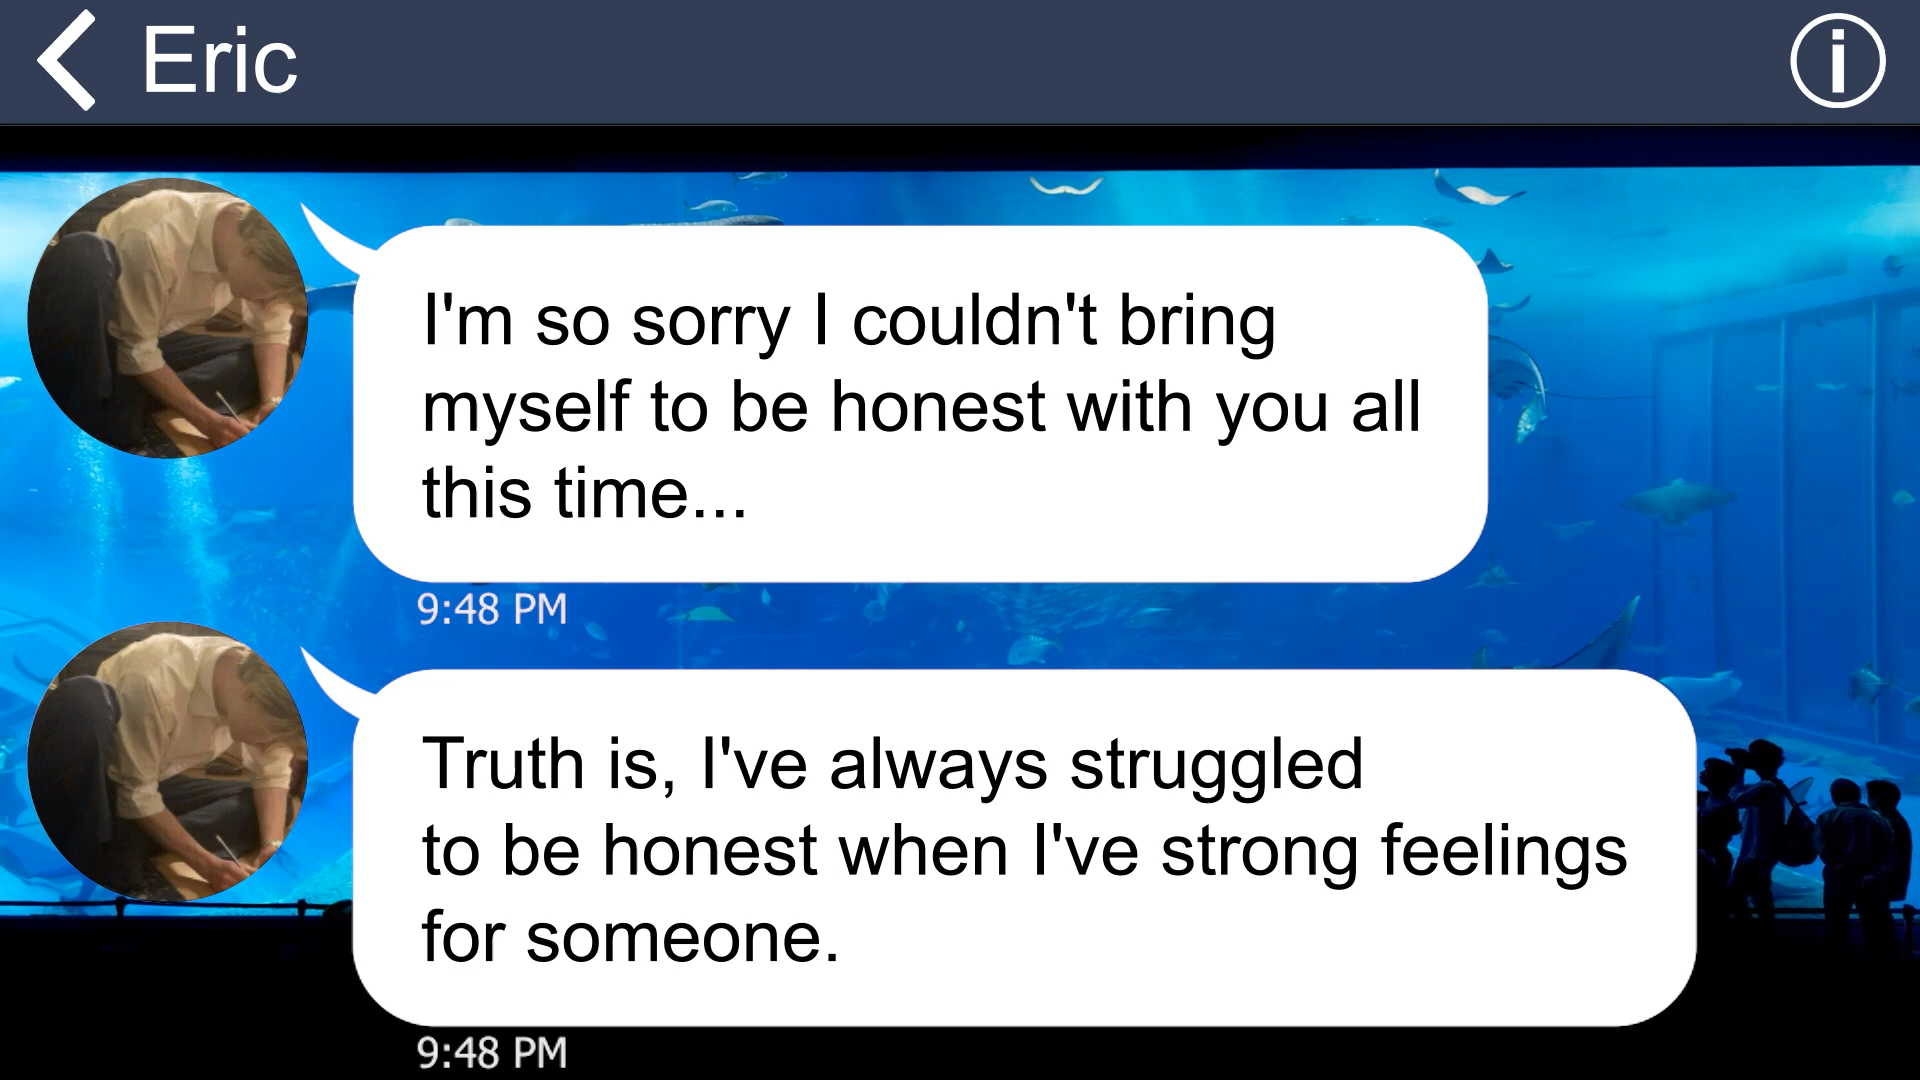 Eric
I'm so sorry I couldn't bring
myself to be honest with you all
this time...
9:48 PM
Truth is, I've always struggled
to be honest when I've strong feelings
for someone.
9:48 PM